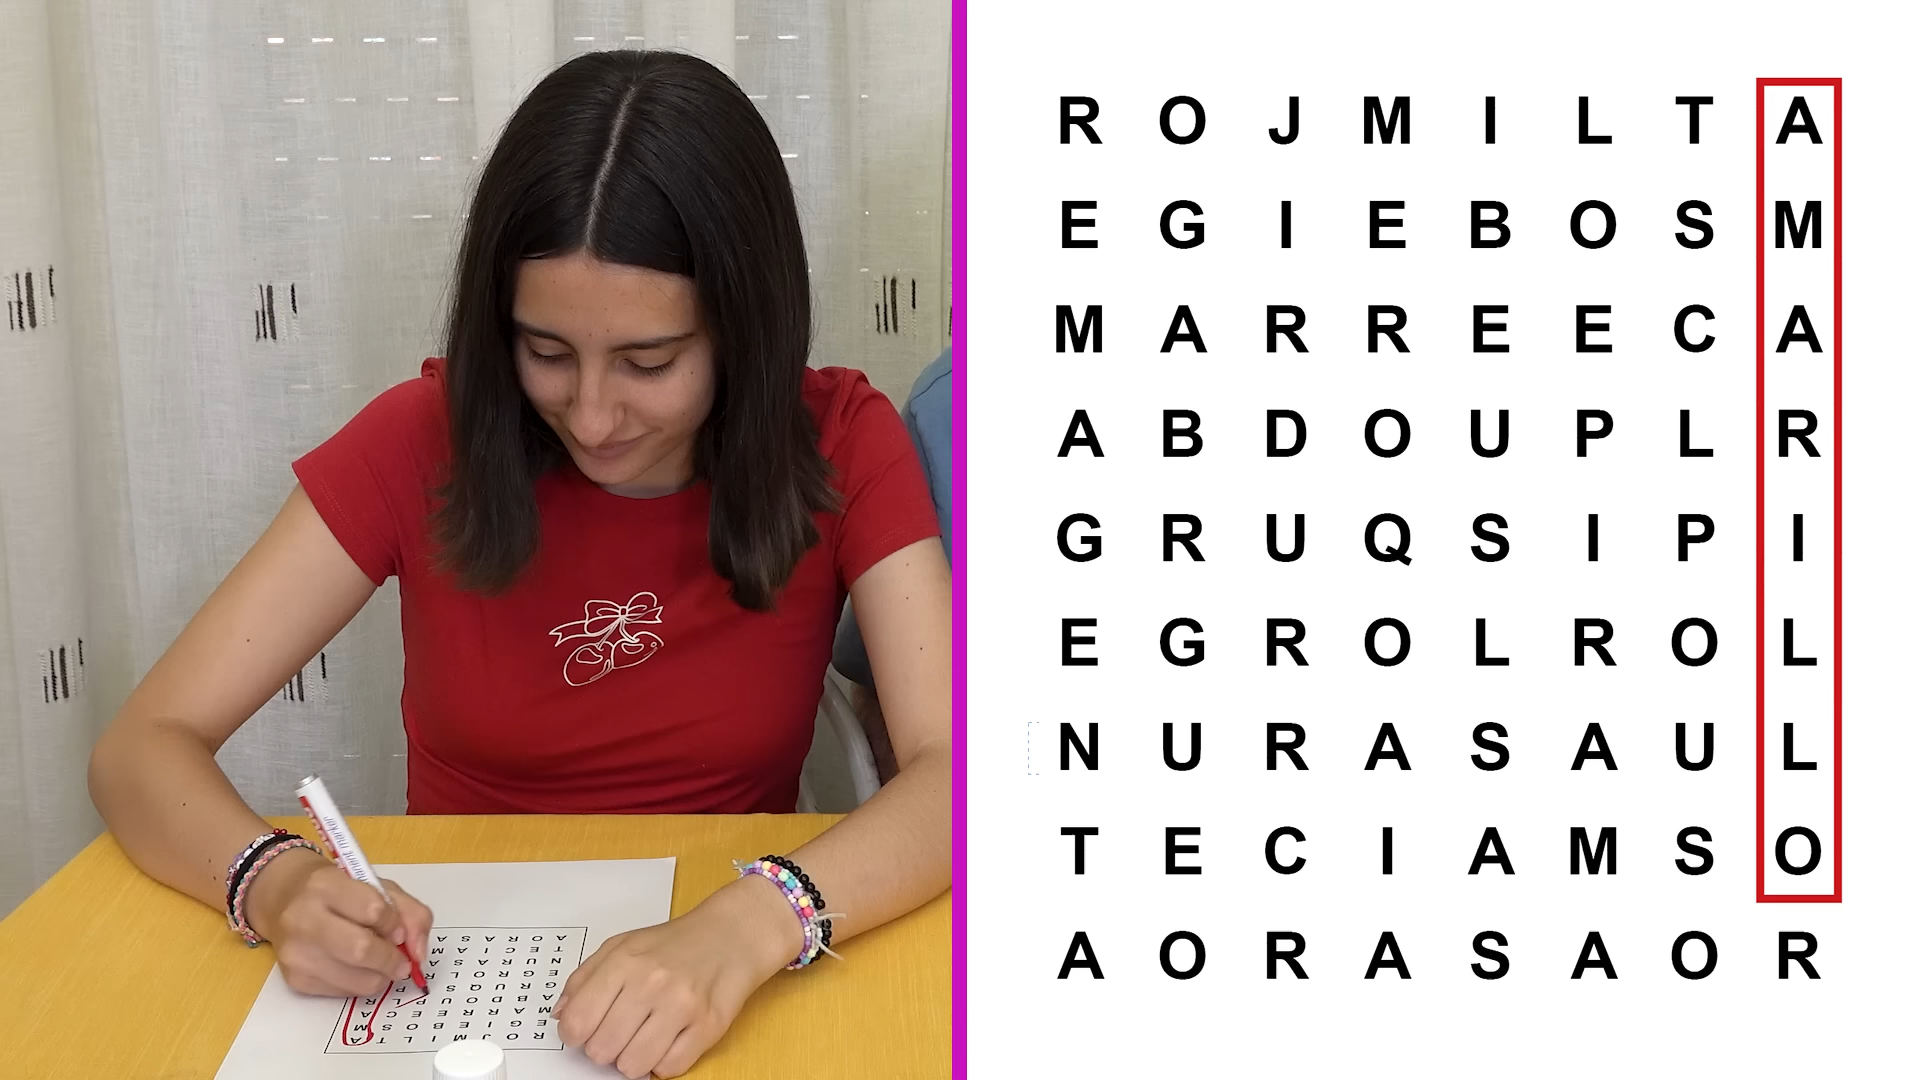 R O J M I L T A
E G I E B O S M
M A R R E E C A
A B D O U P L R
G R U Q S I P I
E G R O L R O L
N U R A S A U L
T E C I A M S O
A O R A S A O R